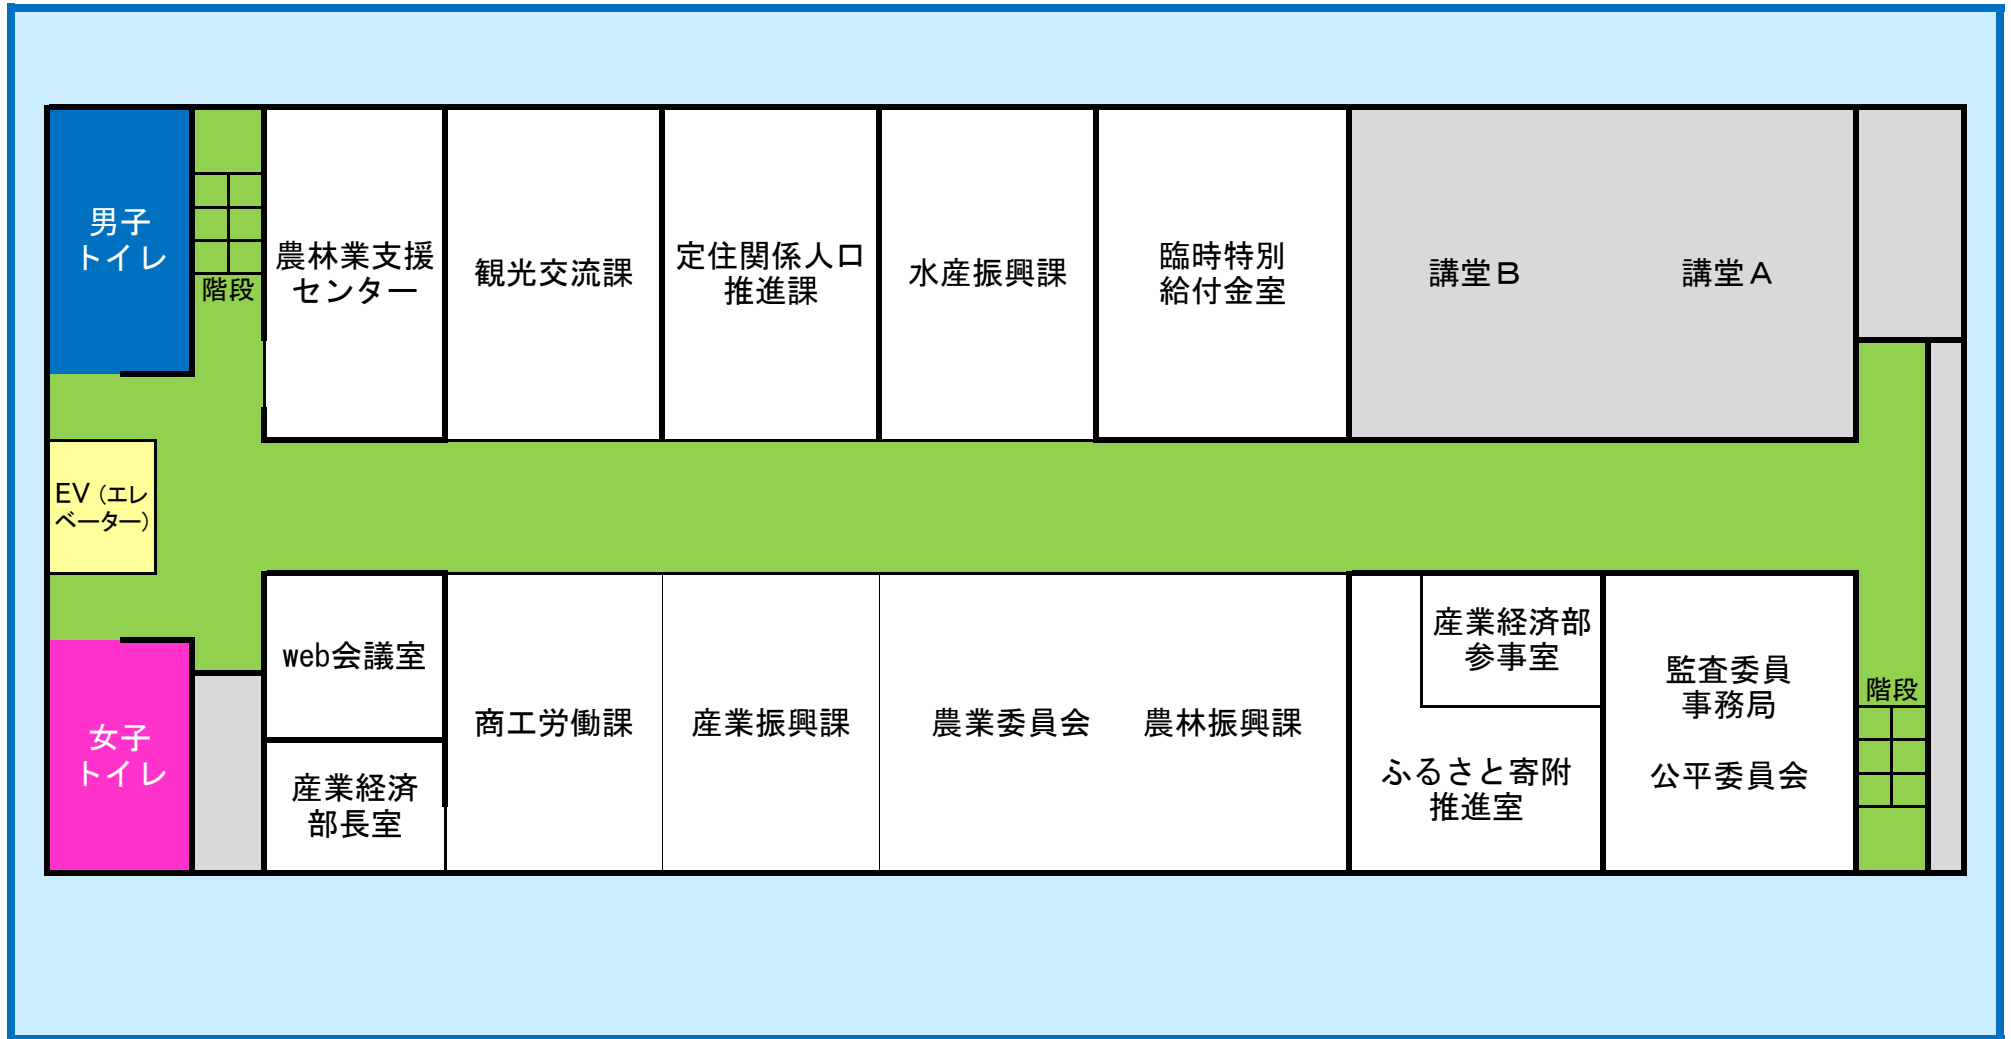 男子
トイレ
階段
農林業支援
センター
観光交流課
定住関係人口
推進課
水産振興課
臨時特別
給付金室
講堂Ｂ
講堂Ａ
EV（エレ
ベーター）
女子
トイレ
web会議室
産業経済
部長室
商工労働課
産業振興課
農業委員会
農林振興課
産業経済部
参事室
ふるさと寄附
推進室
監査委員
事務局
公平委員会
階段